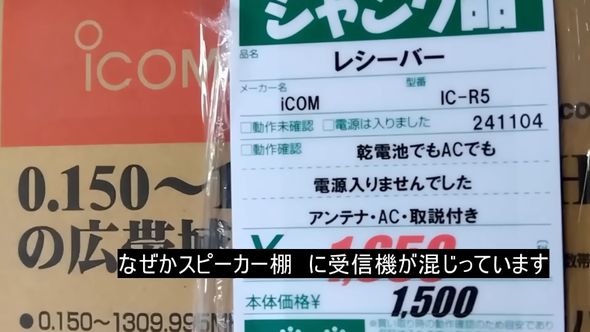 ジャンク品
品名
レシーバー
メーカー名
型番
iCOM
IC-R5
□動作未確認 □電源は入りました 241104
□動作確認
乾電池でもACでも
電源入りませんでした
アンテナ・AC・取説付き
¥ 1,650
本体価格¥ 1,500
iCOM
0.150～1
の広帯域
●0.150～1309.995M
なぜかスピーカー棚 に受信機が混じっています